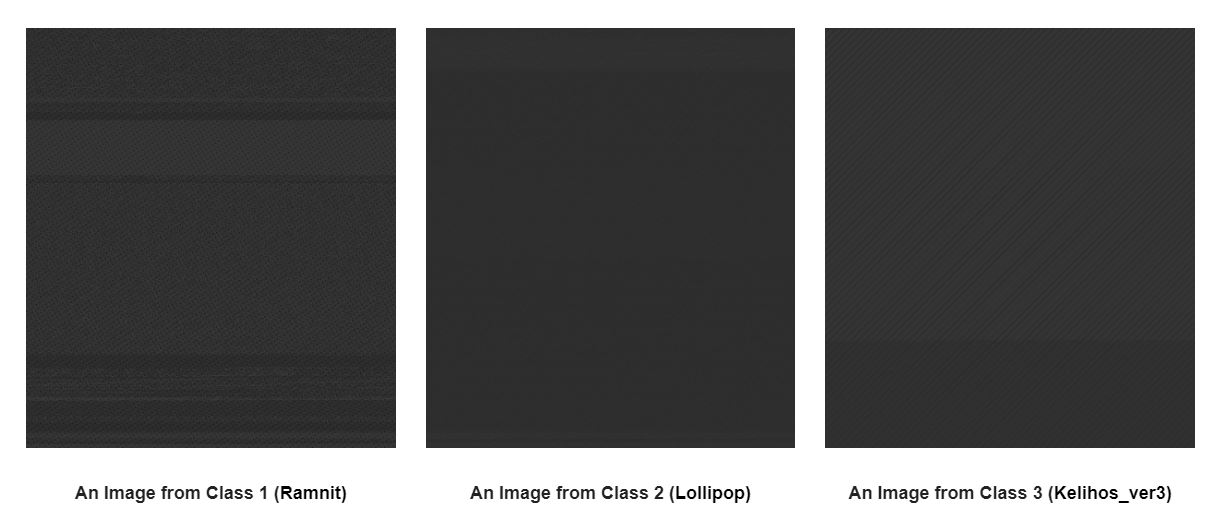 An Image from Class 1 (Ramnit)
An Image from Class 2 (Lollipop)
An Image from Class 3 (Kelihos_ver3)